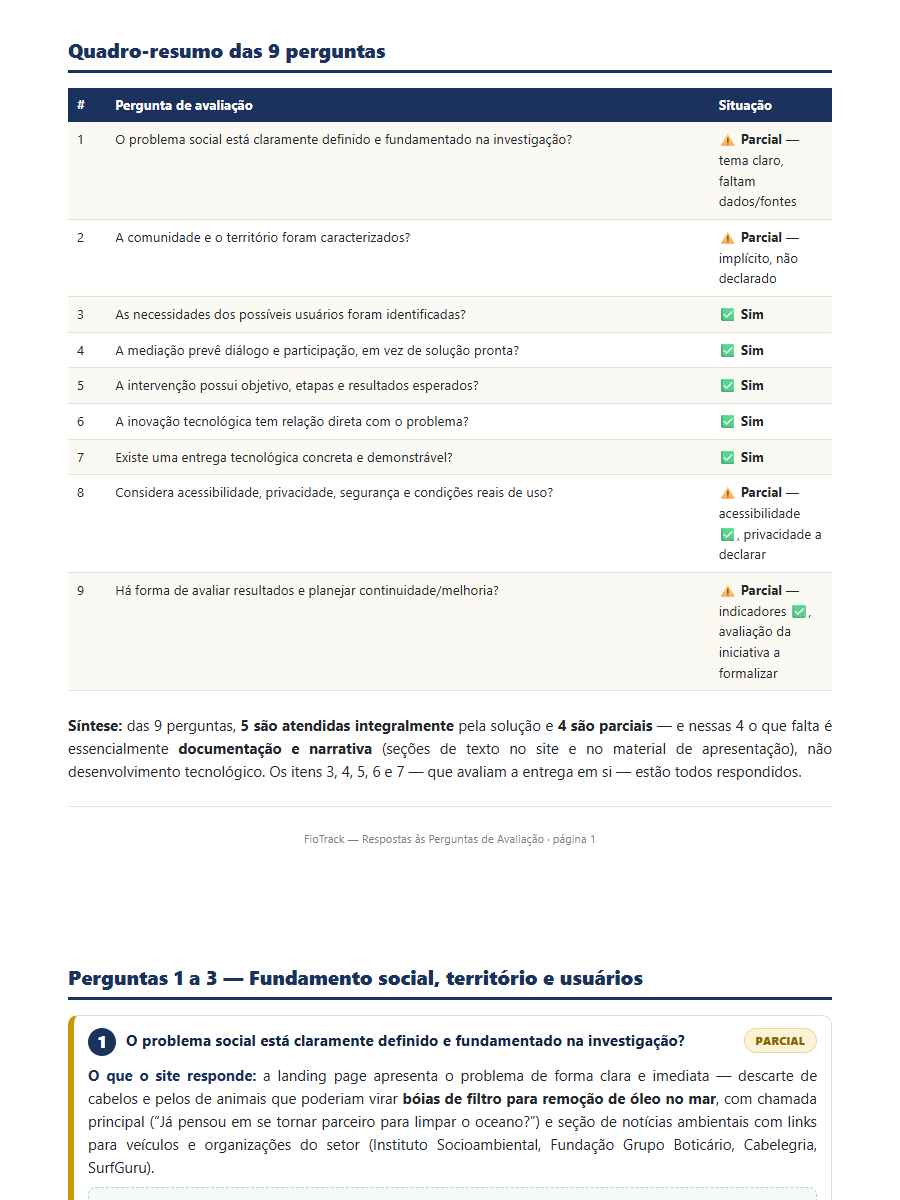 Quadro-resumo das 9 perguntas
# Pergunta de avaliação Situação
1 O problema social está claramente definido e fundamentado na investigação? ⚠️ Parcial —
tema claro,
faltam
dados/fontes
2 A comunidade e o território foram caracterizados? ⚠️ Parcial —
implícito, não
declarado
3 As necessidades dos possíveis usuários foram identificadas? ✅ Sim
4 A mediação prevê diálogo e participação, em vez de solução pronta? ✅ Sim
5 A intervenção possui objetivo, etapas e resultados esperados? ✅ Sim
6 A inovação tecnológica tem relação direta com o problema? ✅ Sim
7 Existe uma entrega tecnológica concreta e demonstrável? ✅ Sim
8 Considera acessibilidade, privacidade, segurança e condições reais de uso? ⚠️ Parcial —
acessibilidade
✅, privacidade a
declarar
9 Há forma de avaliar resultados e planejar continuidade/melhoria? ⚠️ Parcial —
indicadores ✅,
avaliação da
iniciativa a
formalizar
Síntese: das 9 perguntas, 5 são atendidas integralmente pela solução e 4 são parciais — e nessas 4 o que falta é
essencialmente documentação e narrativa (seções de texto no site e no material de apresentação), não
desenvolvimento tecnológico. Os itens 3, 4, 5, 6 e 7 — que avaliam a entrega em si — estão todos respondidos.
FioTrack — Respostas às Perguntas de Avaliação · página 1
Perguntas 1 a 3 — Fundamento social, território e usuários
1 O problema social está claramente definido e fundamentado na investigação? PARCIAL
O que o site responde: a landing page apresenta o problema de forma clara e imediata — descarte de
cabelos e pelos de animais que poderiam virar bóias de filtro para remoção de óleo no mar, com chamada
principal (“Já pensou em se tornar parceiro para limpar o oceano?”) e seção de notícias ambientais com links
para veículos e organizações do setor (Instituto Socioambiental, Fundação Grupo Boticário, Cabelegria,
SurfGuru).